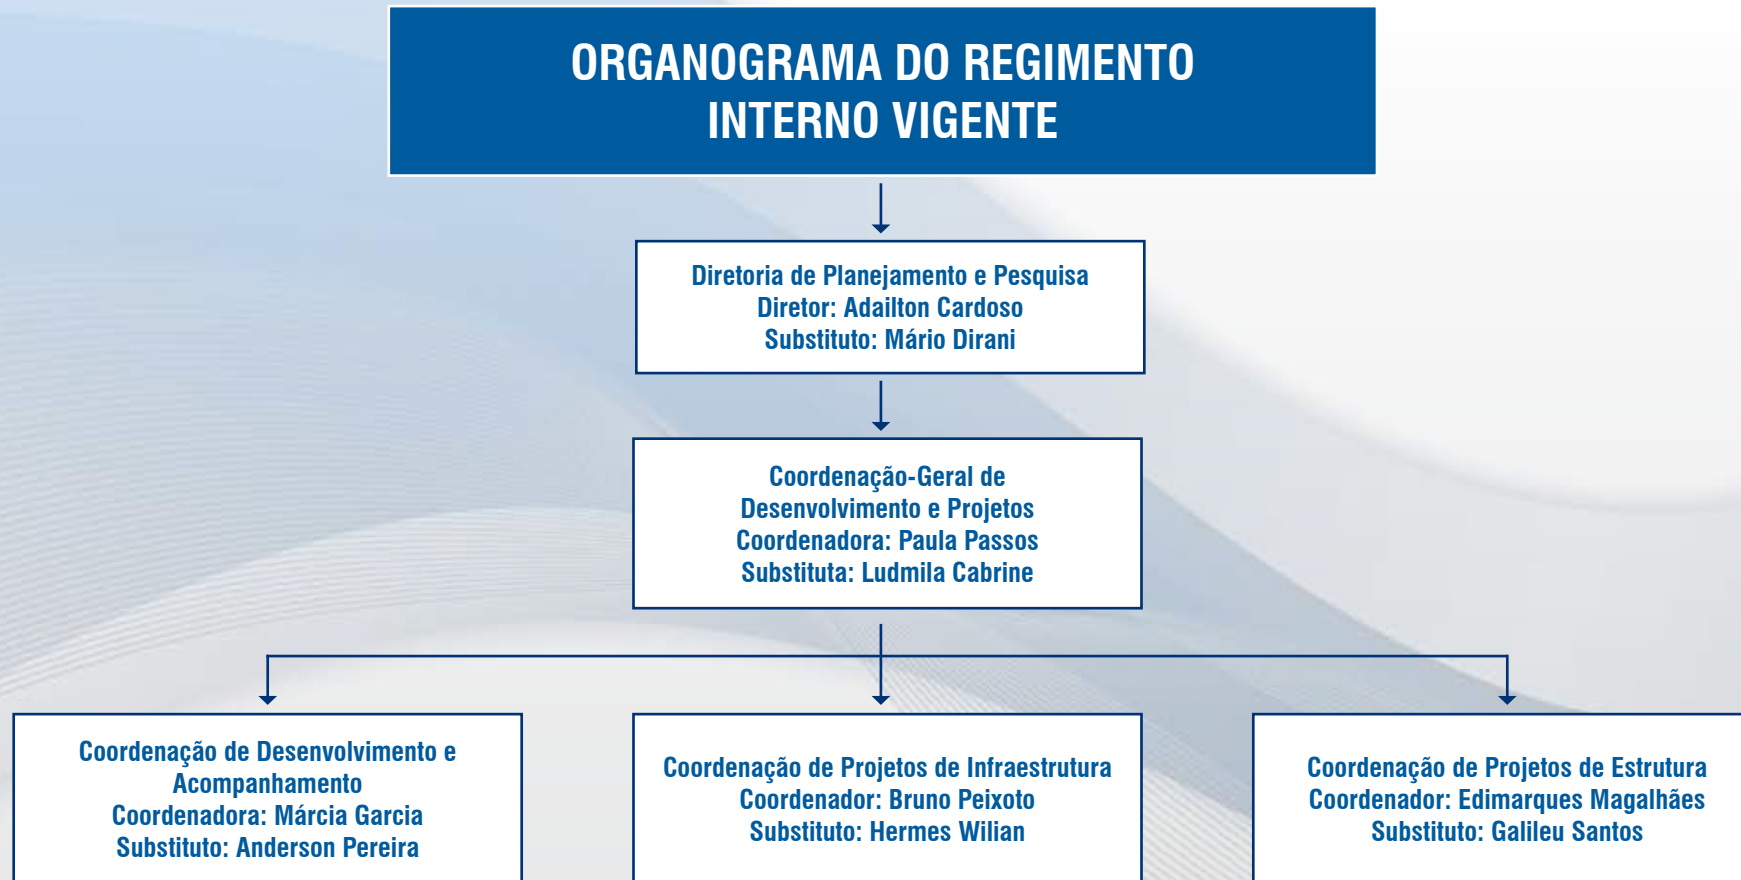 ORGANOGRAMA DO REGIMENTO
INTERNO VIGENTE
Diretoria de Planejamento e Pesquisa
Diretor: Adailton Cardoso
Substituto: Mário Dirani
Coordenação-Geral de
Desenvolvimento e Projetos
Coordenadora: Paula Passos
Substituta: Ludmila Cabrine
Coordenação de Desenvolvimento e
Acompanhamento
Coordenadora: Márcia Garcia
Substituto: Anderson Pereira
Coordenação de Projetos de Infraestrutura
Coordenador: Bruno Peixoto
Substituto: Hermes Wilian
Coordenação de Projetos de Estrutura
Coordenador: Edimarques Magalhães
Substituto: Galileu Santos